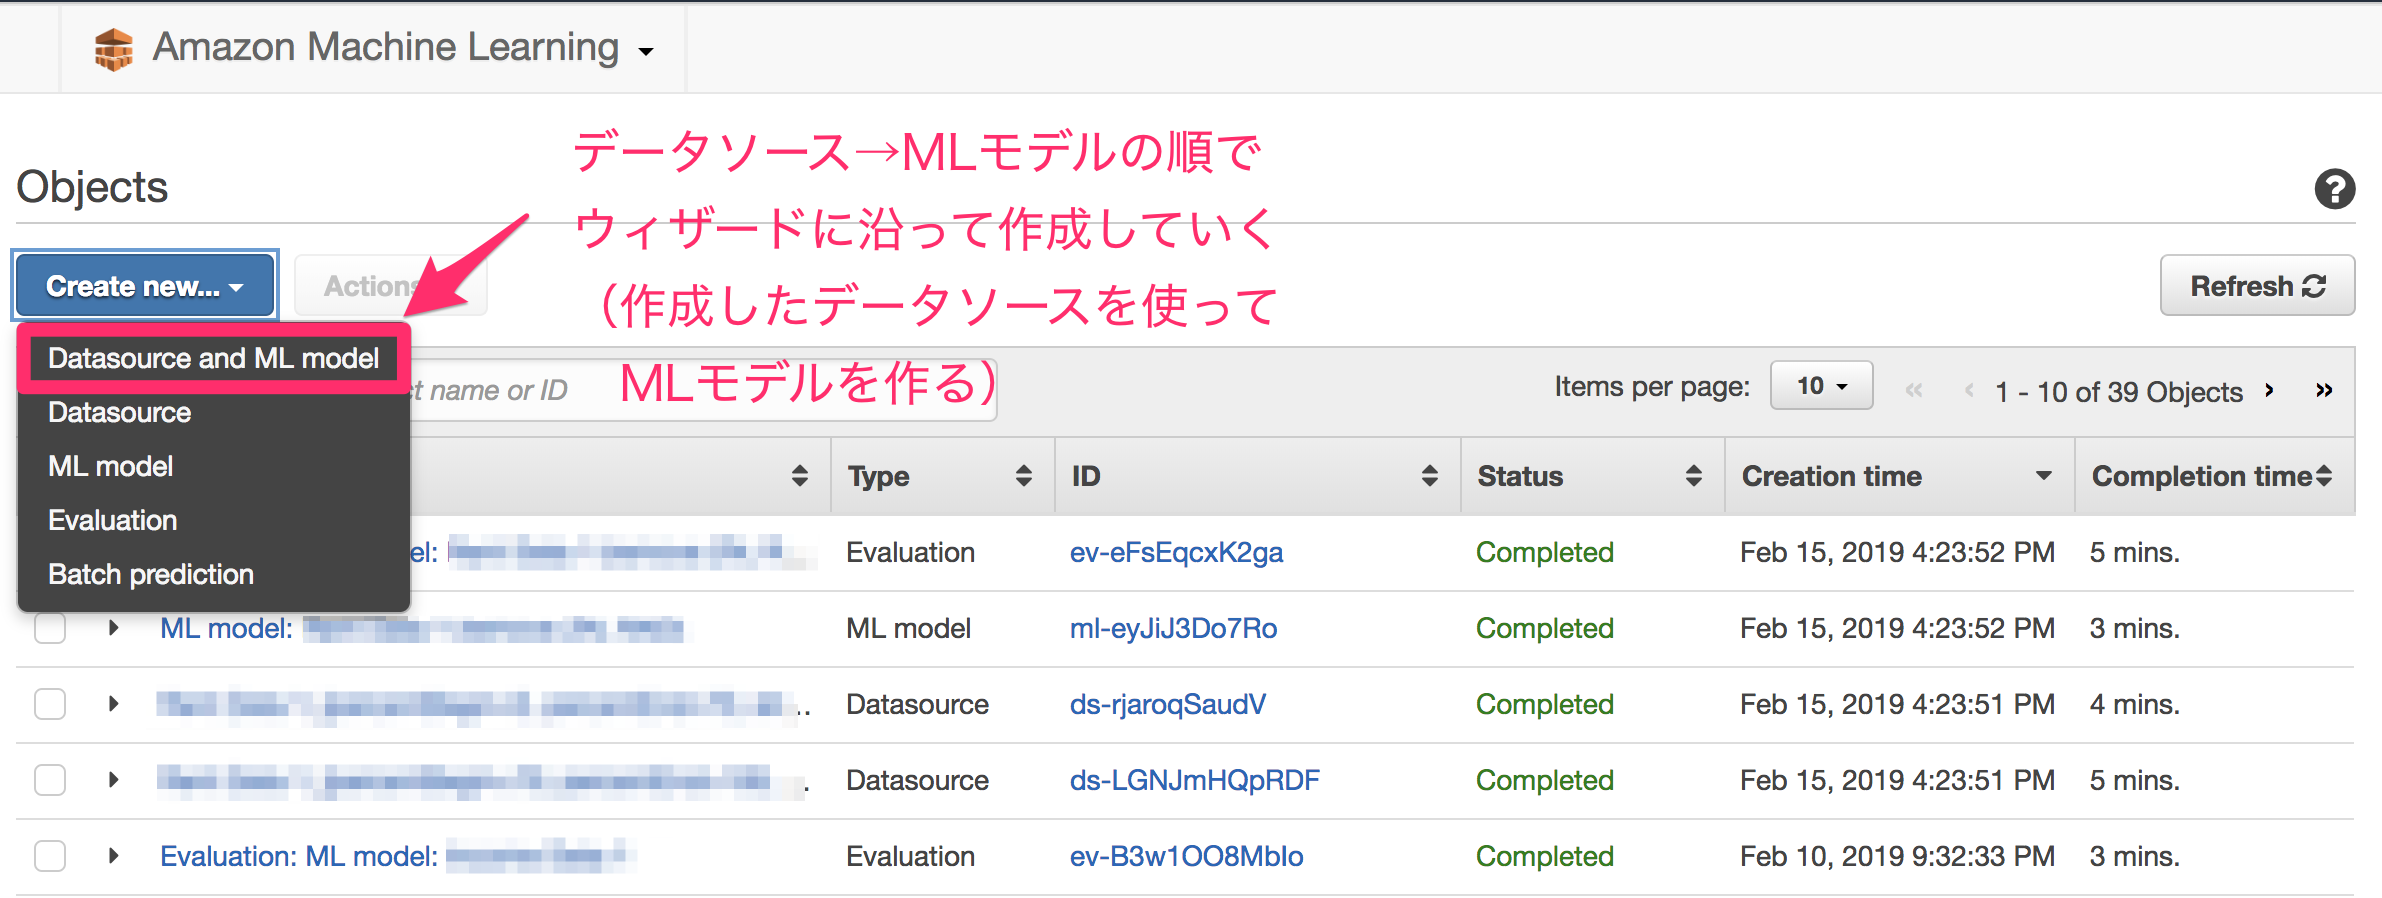 Amazon Machine Learning
データソース→MLモデルの順で
ウィザードに沿って作成していく
（作成したデータソースを使って
MLモデルを作る）
Objects
Create new...
Actions
Refresh
Datasource and ML model
Datasource
ML model
Evaluation
Batch prediction
name or ID
Items per page: 10 « ‹ 1 - 10 of 39 Objects › »
Type ID Status Creation time Completion time
Evaluation ev-eFsEqcxK2ga Completed Feb 15, 2019 4:23:52 PM 5 mins.
ML model: ML model ml-eyJiJ3Do7Ro Completed Feb 15, 2019 4:23:52 PM 3 mins.
Datasource ds-rjaroqSaudV Completed Feb 15, 2019 4:23:51 PM 4 mins.
Datasource ds-LGNJmHQpRDF Completed Feb 15, 2019 4:23:51 PM 5 mins.
Evaluation: ML model: Evaluation ev-B3w1OO8Mblo Completed Feb 10, 2019 9:32:33 PM 3 mins.